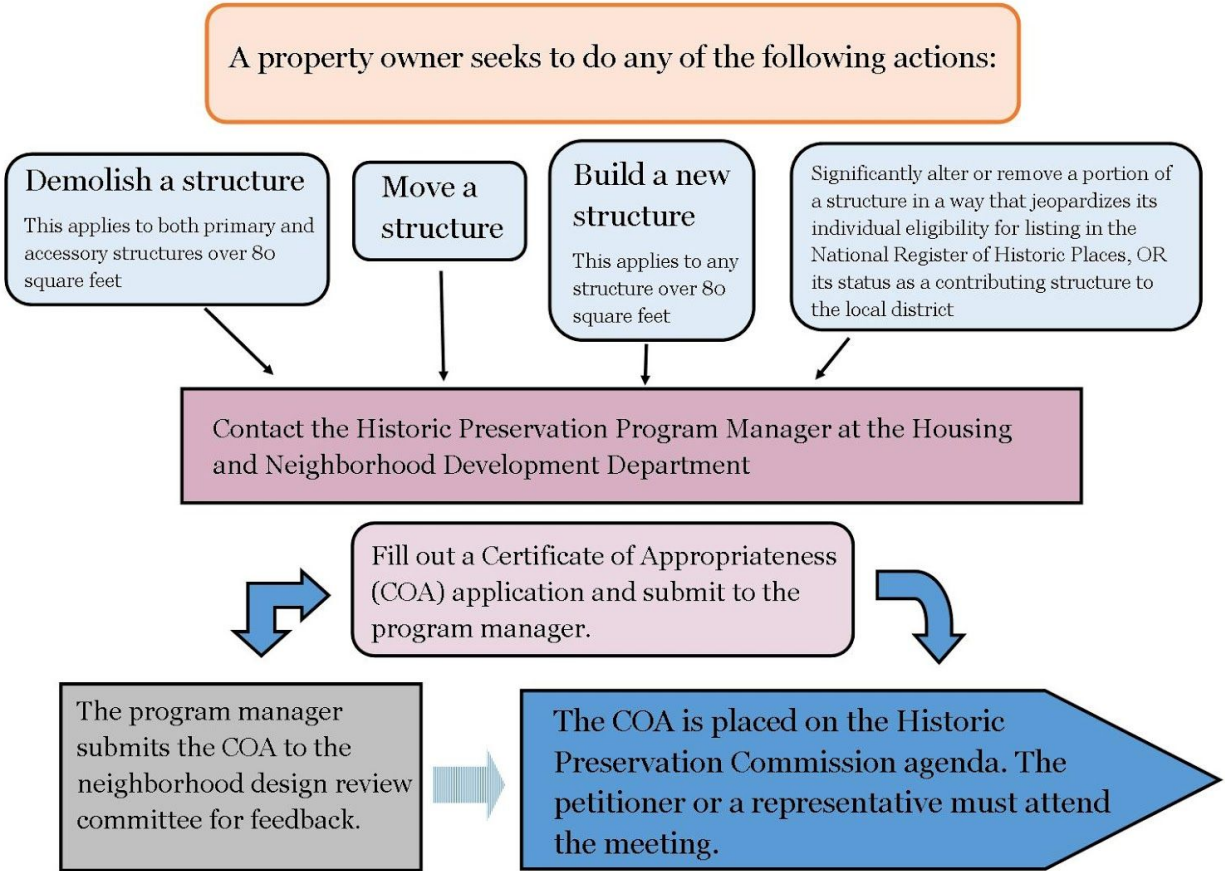 A property owner seeks to do any of the following actions:
Demolish a structure
This applies to both primary and
accessory structures over 80
square feet
Move a
structure
Build a new
structure
This applies to any
structure over 80
square feet
Significantly alter or remove a portion of
a structure in a way that jeopardizes its
individual eligibility for listing in the
National Register of Historic Places, OR
its status as a contributing structure to
the local district
Contact the Historic Preservation Program Manager at the Housing
and Neighborhood Development Department
Fill out a Certificate of Appropriateness
(COA) application and submit to the
program manager.
The program manager
submits the COA to the
neighborhood design review
committee for feedback.
The COA is placed on the Historic
Preservation Commission agenda. The
petitioner or a representative must attend
the meeting.